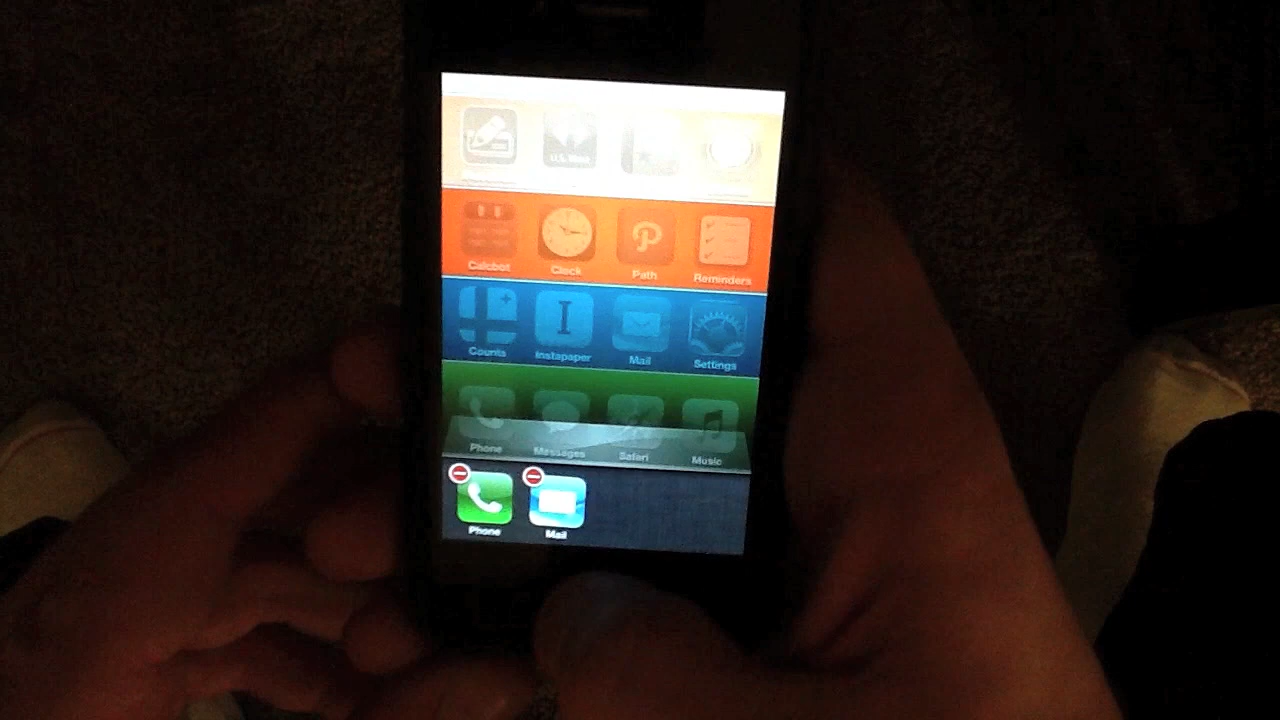 Calcbot Clock Path Reminders
Counts Instapaper Mail Settings
Phone Messages Safari Music
Phone Mail